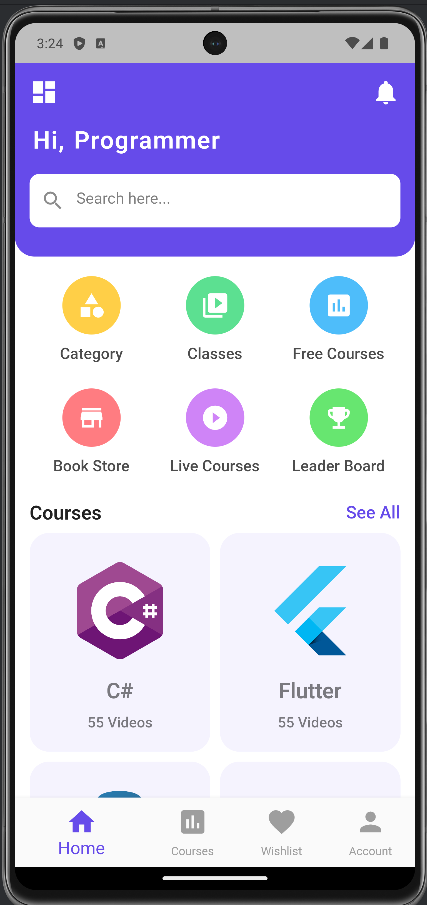 3:24
Hi, Programmer
Search here...
Category Classes Free Courses
Book Store Live Courses Leader Board
Courses See All
C# Flutter
55 Videos 55 Videos
Home Courses Wishlist Account